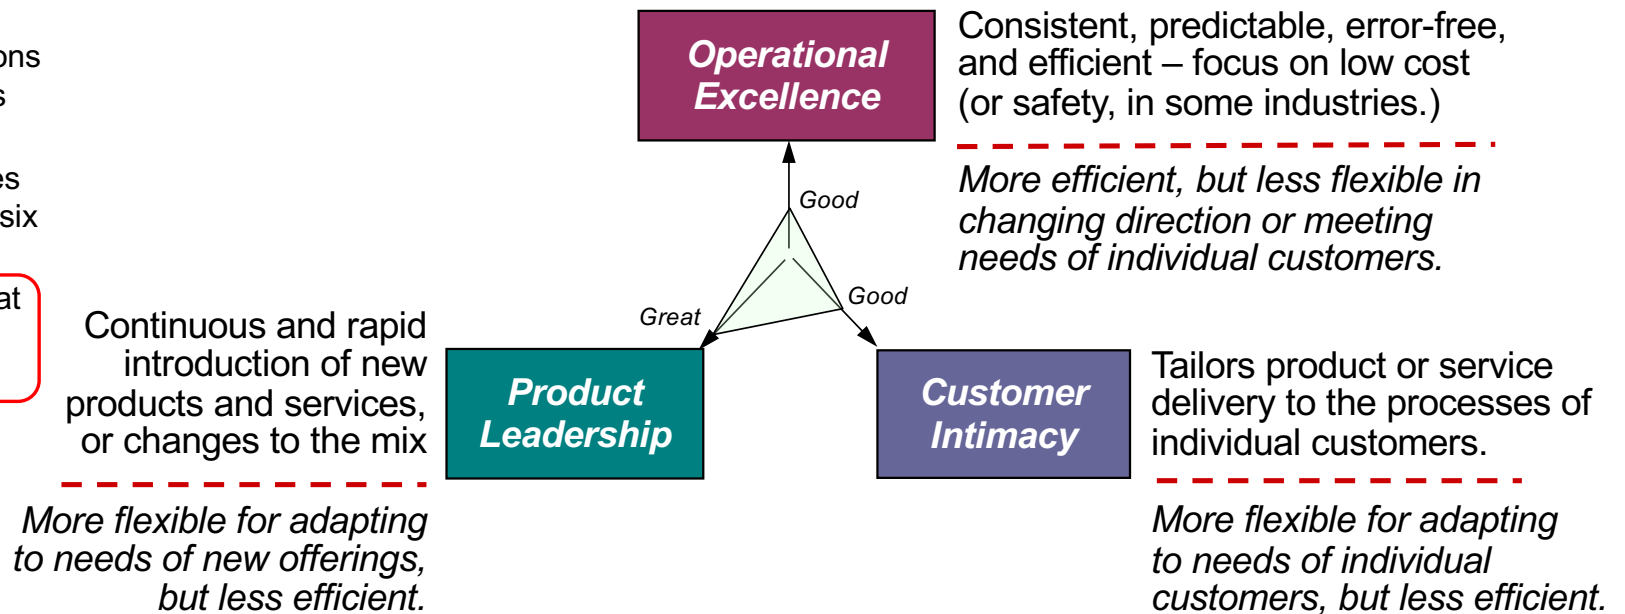 ons
s
es
six
at
Operational
Excellence
Consistent, predictable, error-free,
and efficient – focus on low cost
(or safety, in some industries.)
More efficient, but less flexible in
changing direction or meeting
needs of individual customers.
Good
Good
Great
Continuous and rapid
introduction of new
products and services,
or changes to the mix
More flexible for adapting
to needs of new offerings,
but less efficient.
Product
Leadership
Customer
Intimacy
Tailors product or service
delivery to the processes of
individual customers.
More flexible for adapting
to needs of individual
customers, but less efficient.